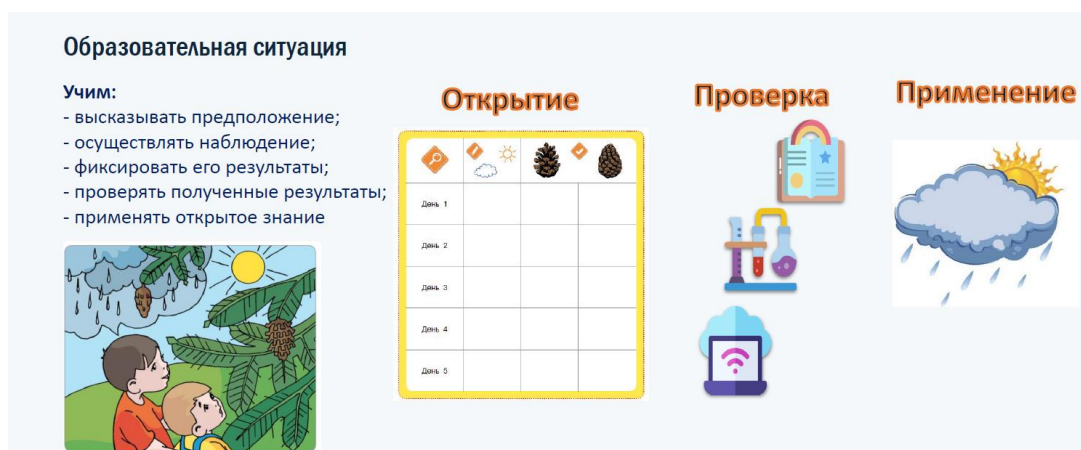 Образовательная ситуация
Учим:
- высказывать предположение;
- осуществлять наблюдение;
- фиксировать его результаты;
- проверять полученные результаты;
- применять открытое знание
Открытие
День 1
День 2
День 3
День 4
День 5
Проверка
Применение